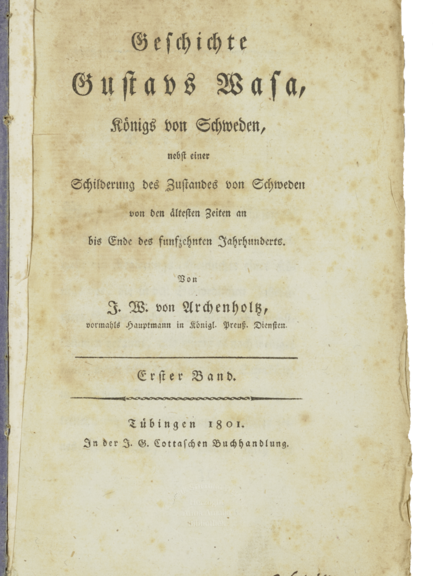 Geschichte
Gustavs Wasa,
Königs von Schweden,
nebst einer
Schilderung des Zustandes von Schweden
von den ältesten Zeiten an
bis Ende des funfzehnten Jahrhunderts.
Von
J. W. von Archenholtz,
vormahls Hauptmann in Königl. Preuß. Diensten.
Erster Band.
Tübingen 1801.
In der J. G. Cottaschen Buchhandlung.